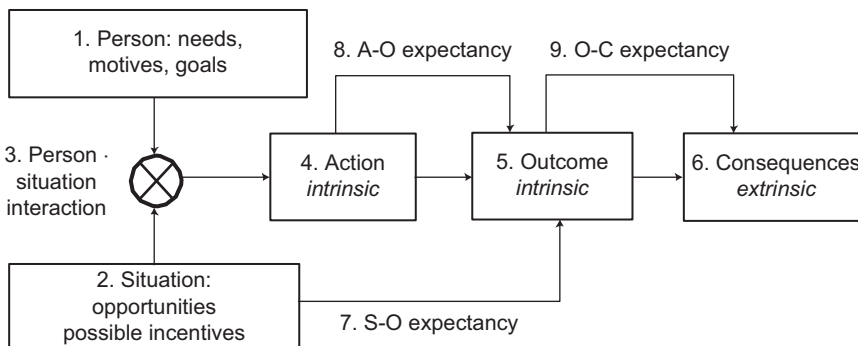 1. Person: needs,
motives, goals
8. A-O expectancy
9. O-C expectancy
3. Person ·
situation
interaction
4. Action
intrinsic
5. Outcome
intrinsic
6. Consequences
extrinsic
2. Situation:
opportunities
possible incentives
7. S-O expectancy